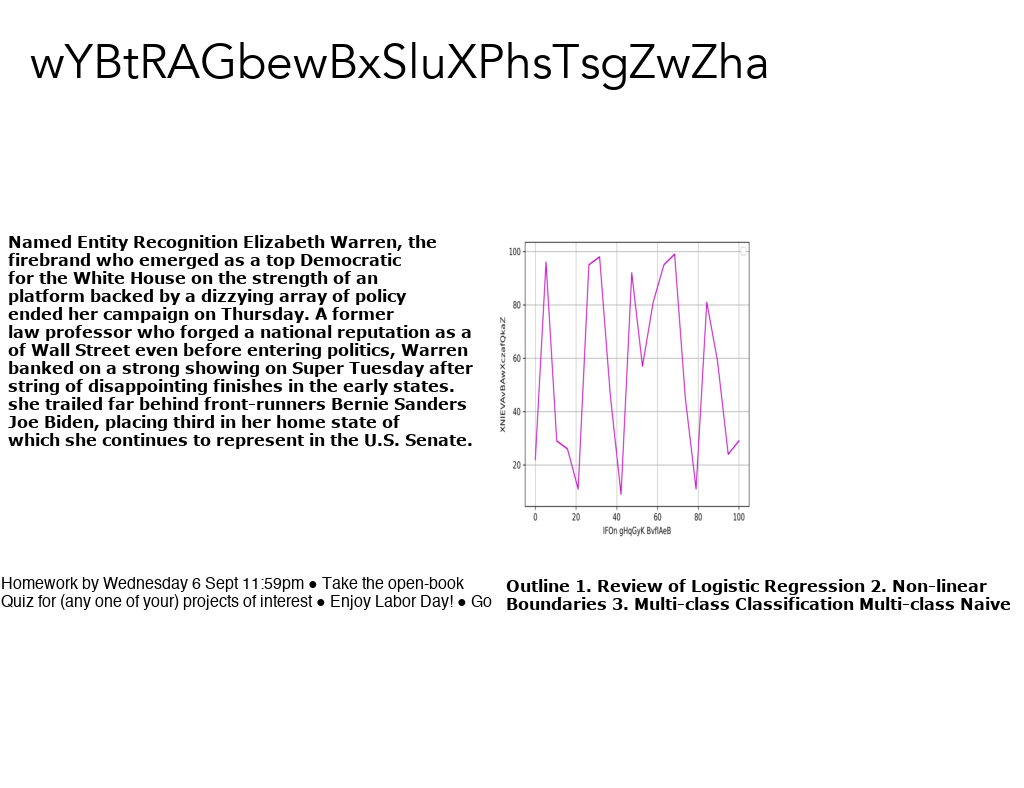 wYBtRAGbewBxSluXPhsTsgZwZha
Named Entity Recognition Elizabeth Warren, the
firebrand who emerged as a top Democratic
for the White House on the strength of an
platform backed by a dizzying array of policy
ended her campaign on Thursday. A former
law professor who forged a national reputation as a
of Wall Street even before entering politics, Warren
banked on a strong showing on Super Tuesday after
string of disappointing finishes in the early states.
she trailed far behind front-runners Bernie Sanders
Joe Biden, placing third in her home state of
which she continues to represent in the U.S. Senate.
XNIEVAvBAwXczafQkaZ
100
80
60
40
20
0 20 40 60 80 100
IFOn gHqGyK BvfIAeB
Homework by Wednesday 6 Sept 11:59pm ● Take the open-book
Quiz for (any one of your) projects of interest ● Enjoy Labor Day! ● Go
Outline 1. Review of Logistic Regression 2. Non-linear
Boundaries 3. Multi-class Classification Multi-class Naive